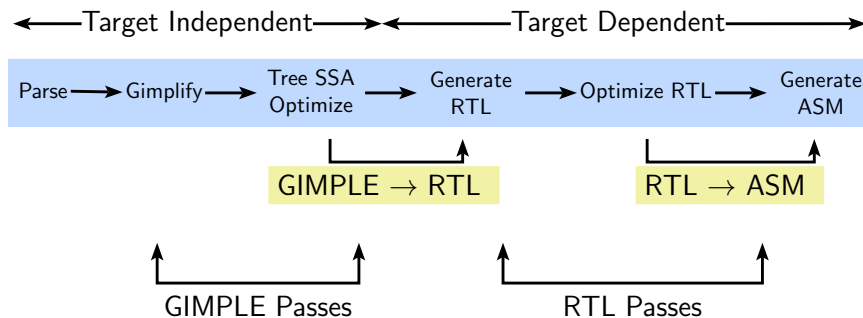 Target Independent Target Dependent
Parse Gimplify Tree SSA Optimize Generate RTL Optimize RTL Generate ASM
GIMPLE → RTL RTL → ASM
GIMPLE Passes RTL Passes